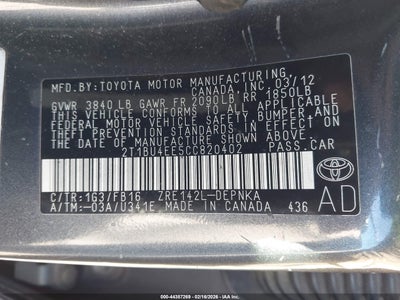 MFD.BY:TOYOTA MOTOR MANUFACTURING,
CANADA, INC. 03/12
GVWR 3840 LB GAWR FR 2090LB RR 1850LB
THIS VEHICLE CONFORMS TO ALL APPLICABLE
FEDERAL MOTOR VEHICLE SAFETY AND
THEFT PREVENTION STANDARDS IN EFFECT
ON THE DATE OF MANUFACTURE SHOWN
ABOVE.
2T1BU4EE5CC820402 PASS.CAR
C/TR:1G3/FB16 ZRE142L-DEPNKA
A/TM:-03A/U341E MADE IN CANADA 436
TOYOTA
AD
000-44357269 - 02/18/2026 - IAAI.COM